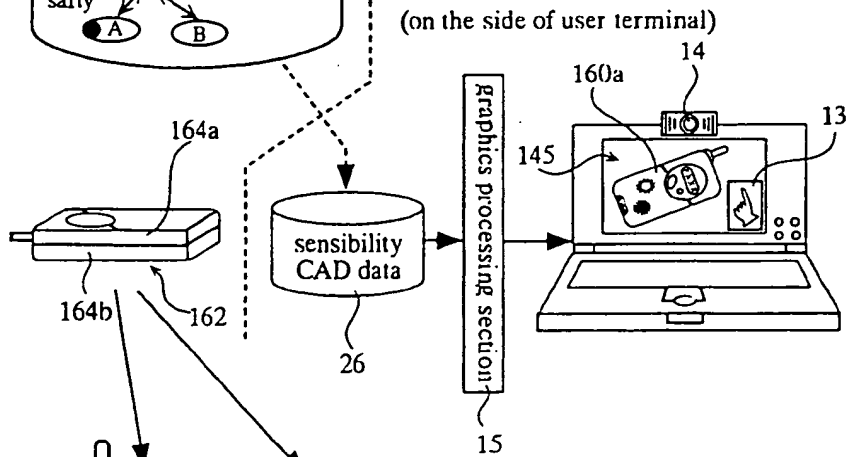 salty
A
B
(on the side of user terminal)
14
160a
13
145
164a
164b
162
sensibility
CAD data
26
graphics processing section
15